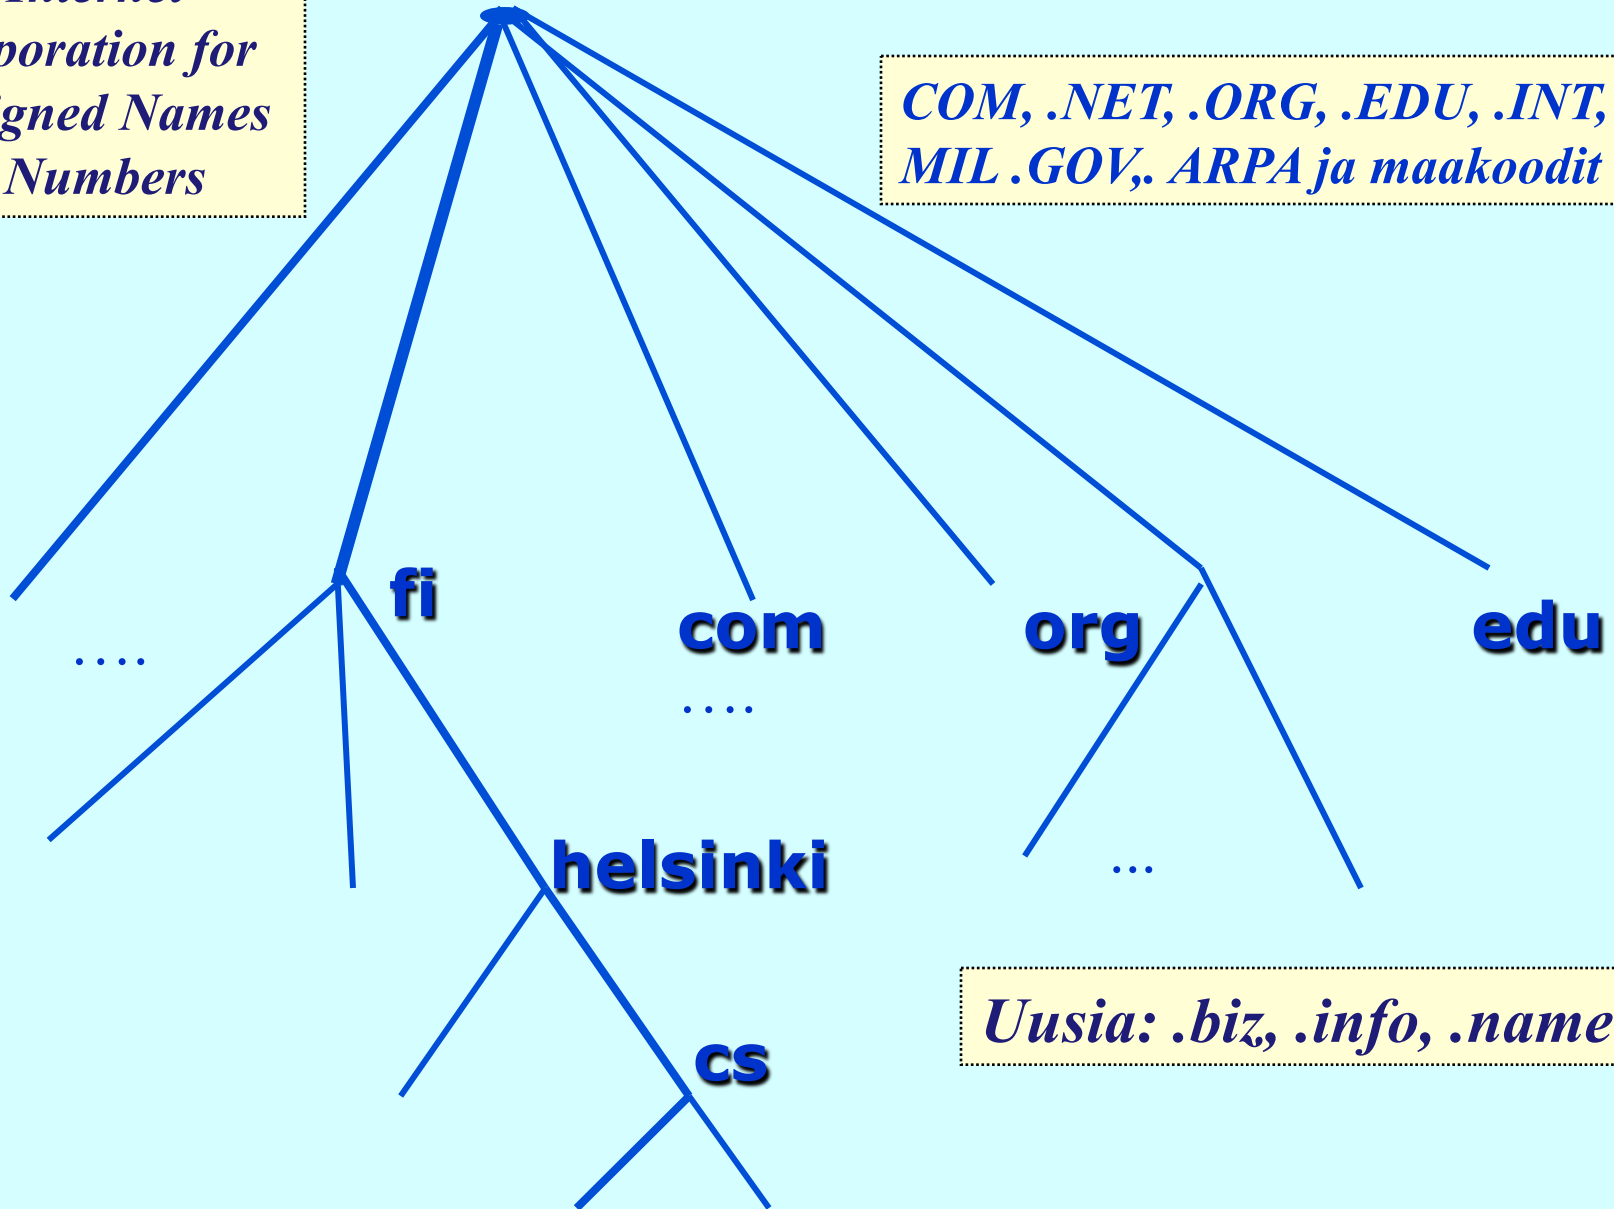 Internet
poration for
gned Names
Numbers
COM, .NET, .ORG, .EDU, .INT,
MIL .GOV,. ARPA ja maakoodit
fi
com
org
edu
....
....
helsinki
...
Uusia: .biz, .info, .name
cs